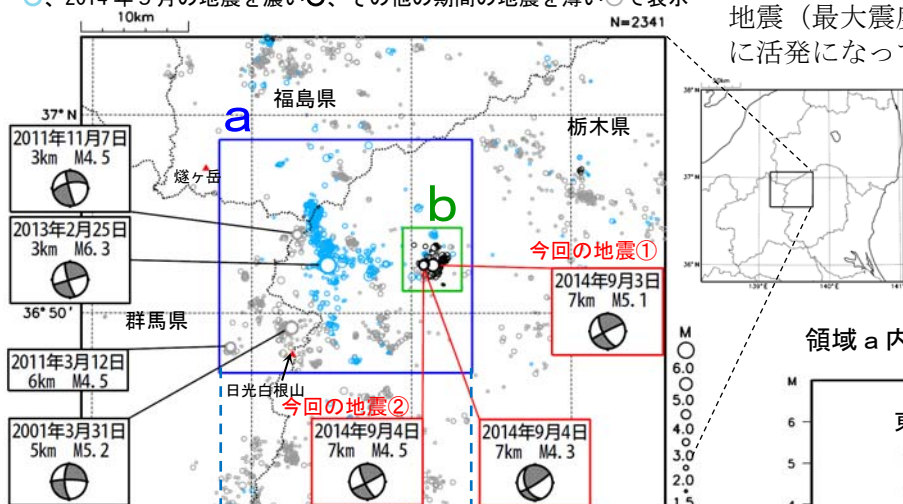 、2014年9月の地震を濃い○、その他の期間の地震を薄い○で表示
10km
N=2341
地震（最大震度
に活発になって
福島県
37°N
a
栃木県
2011年11月7日
3km M4.5
燧ヶ岳
b
2013年2月25日
3km M6.3
今回の地震①
2014年9月3日
7km M5.1
36°50'
群馬県
2011年3月12日
6km M4.5
日光白根山
今回の地震②
2001年3月31日
5km M5.2
2014年9月4日
7km M4.5
2014年9月4日
7km M4.3
M
6.0
5.0
4.0
3.0
2.0
1.5
38°N
37°N
36°N
139°E
140°E
141°
領域a内
M
6
5
4